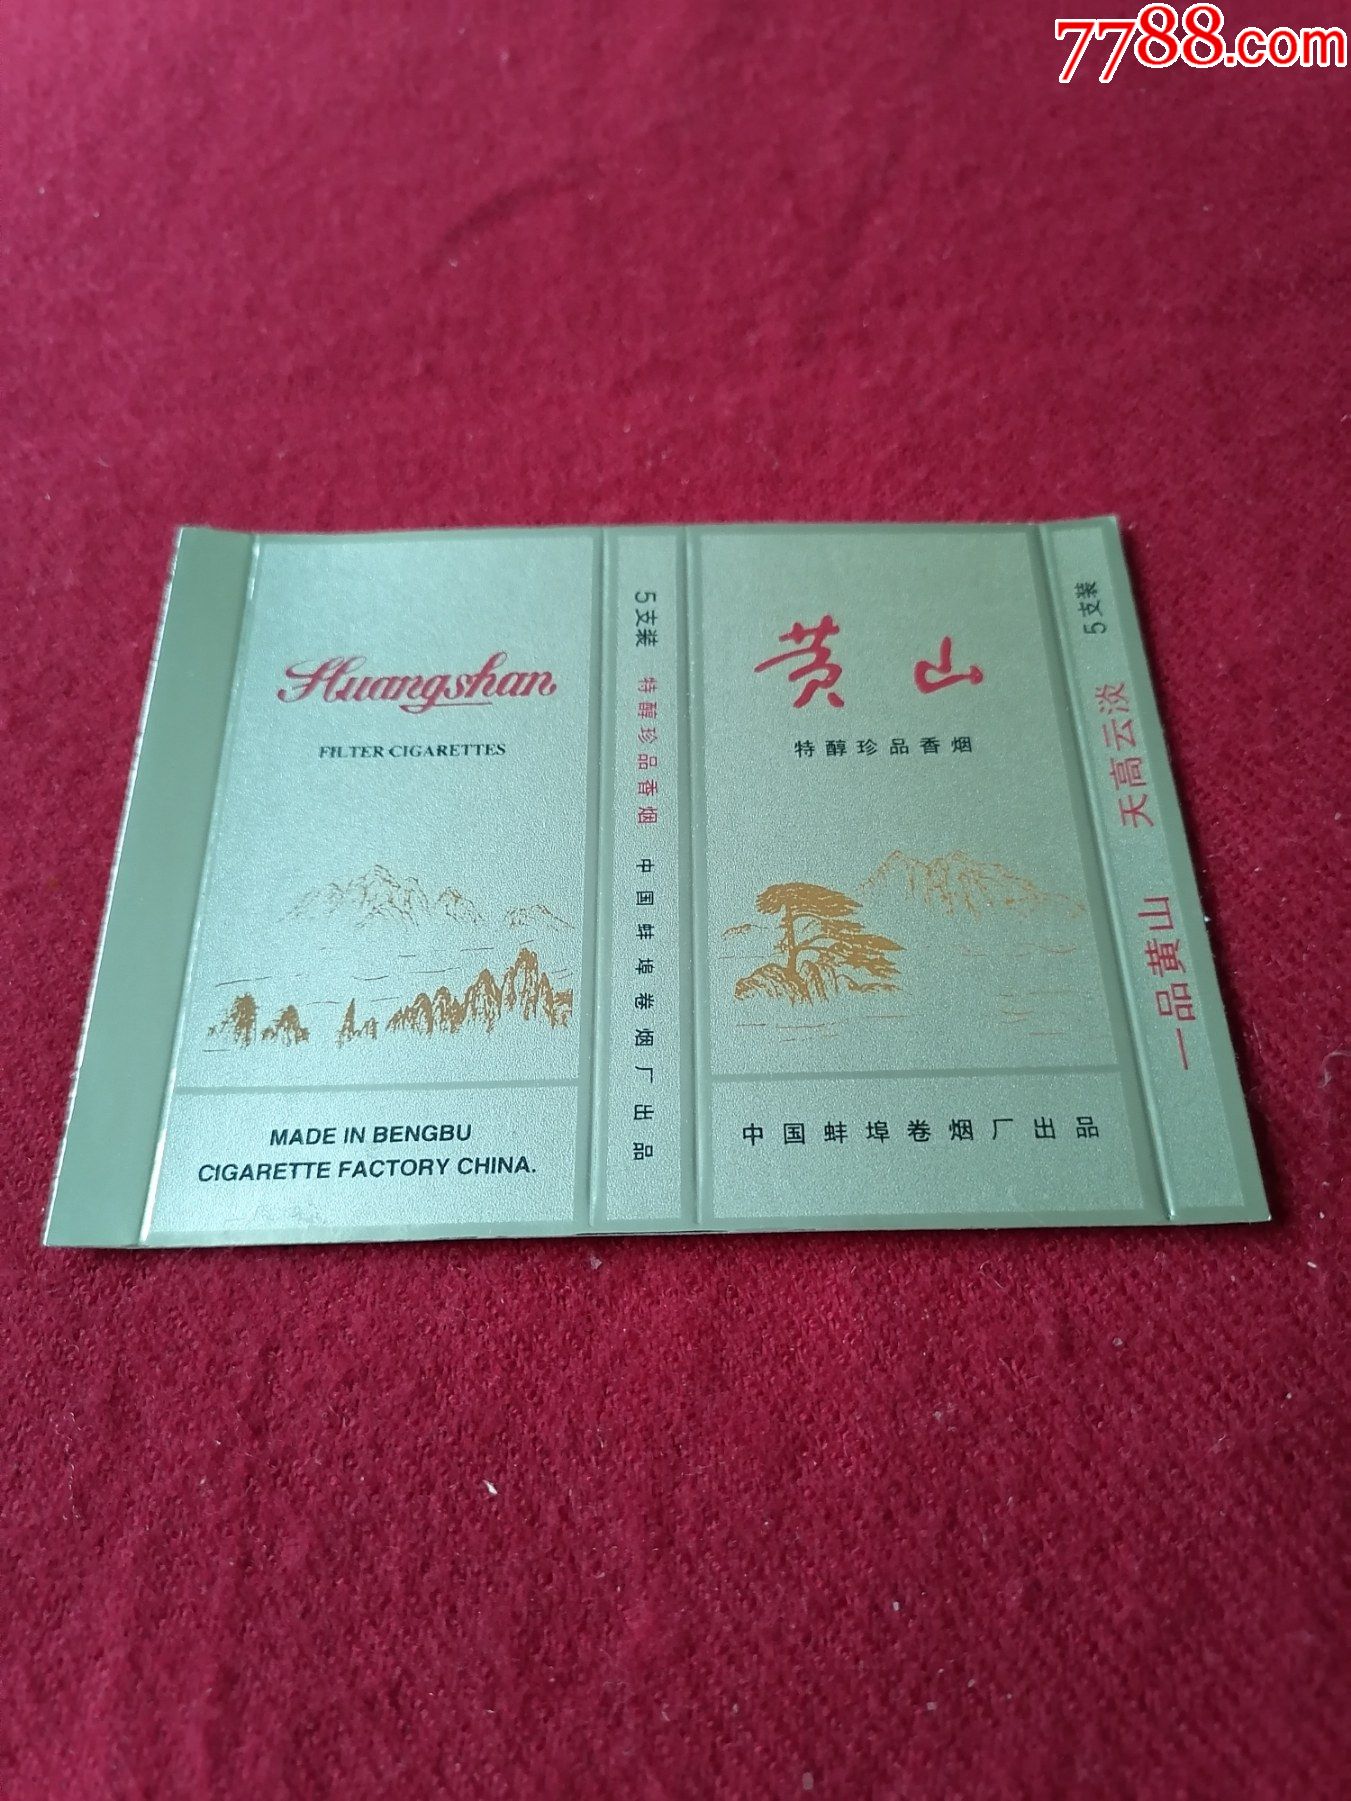 7788.com
Huangshan
FILTER CIGARETTES
MADE IN BENGBU
CIGARETTE FACTORY CHINA.
5支装 特醇珍品香烟 中国蚌埠卷烟厂出品
黄山
特醇珍品香烟
中国蚌埠卷烟厂出品
一品黄山 天高云淡 5支装